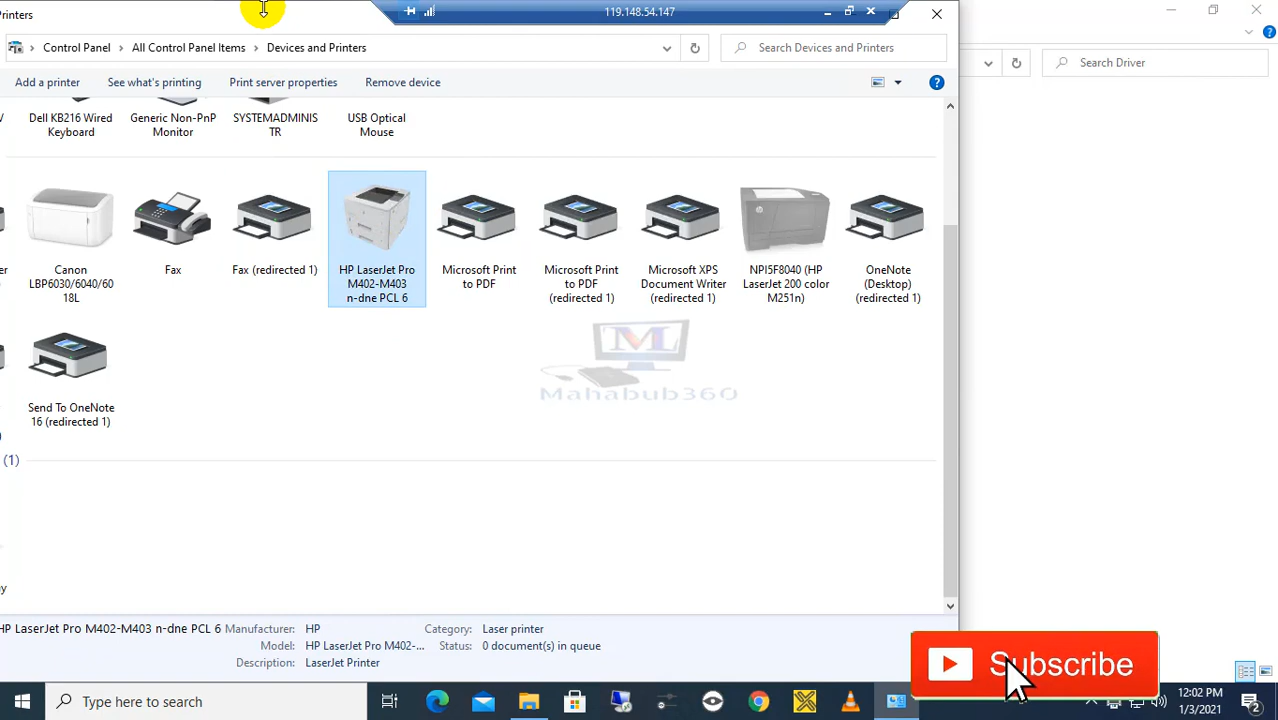 Printers
119.148.54.147
Control Panel
All Control Panel Items
Devices and Printers
Search Devices and Printers
Search Driver
Add a printer
See what's printing
Print server properties
Remove device
Dell KB216 Wired
Keyboard
Generic Non-PnP
Monitor
SYSTEMADMINIS
TR
USB Optical
Mouse
Canon
LBP6030/6040/60
18L
Fax
Fax (redirected 1)
HP LaserJet Pro
M402-M403
n-dne PCL 6
Microsoft Print
to PDF
Microsoft Print
to PDF
(redirected 1)
Microsoft XPS
Document Writer
(redirected 1)
NPI5F8040 (HP
LaserJet 200 color
M251n)
OneNote
(Desktop)
(redirected 1)
M
Mahabub360
Send To OneNote
16 (redirected 1)
(1)
HP LaserJet Pro M402-M403 n-dne PCL 6
Manufacturer: HP
Category: Laser printer
Model: HP LaserJet Pro M402-...
Status: 0 document(s) in queue
Description: LaserJet Printer
Subscribe
Type here to search
12:02 PM
1/3/2021
2